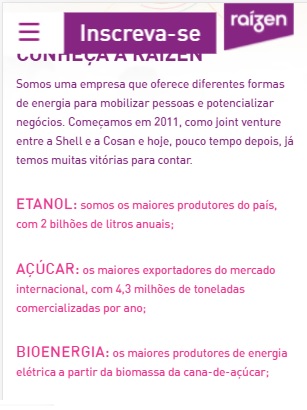 Inscreva-se
raízen
CONHEÇA A RAÍZEN
Somos uma empresa que oferece diferentes formas
de energia para mobilizar pessoas e potencializar
negócios. Começamos em 2011, como joint venture
entre a Shell e a Cosan e hoje, pouco tempo depois, já
temos muitas vitórias para contar.
ETANOL: somos os maiores produtores do país,
com 2 bilhões de litros anuais;
AÇÚCAR: os maiores exportadores do mercado
internacional, com 4,3 milhões de toneladas
comercializadas por ano;
BIOENERGIA: os maiores produtores de energia
elétrica a partir da biomassa da cana-de-açúcar;